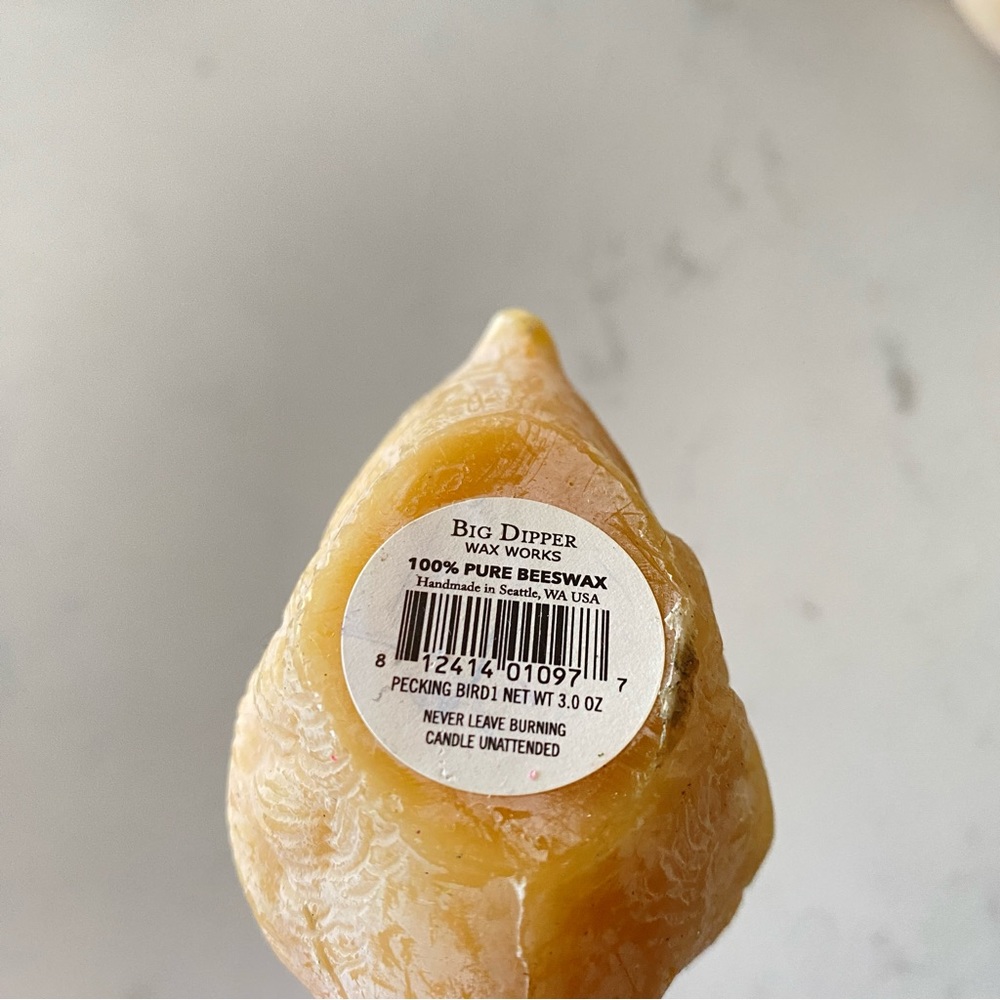 BIG DIPPER
WAX WORKS
100% PURE BEESWAX
Handmade in Seattle, WA USA
8 12414 01097 7
PECKING BIRD1 NET WT 3.0 OZ
NEVER LEAVE BURNING
CANDLE UNATTENDED